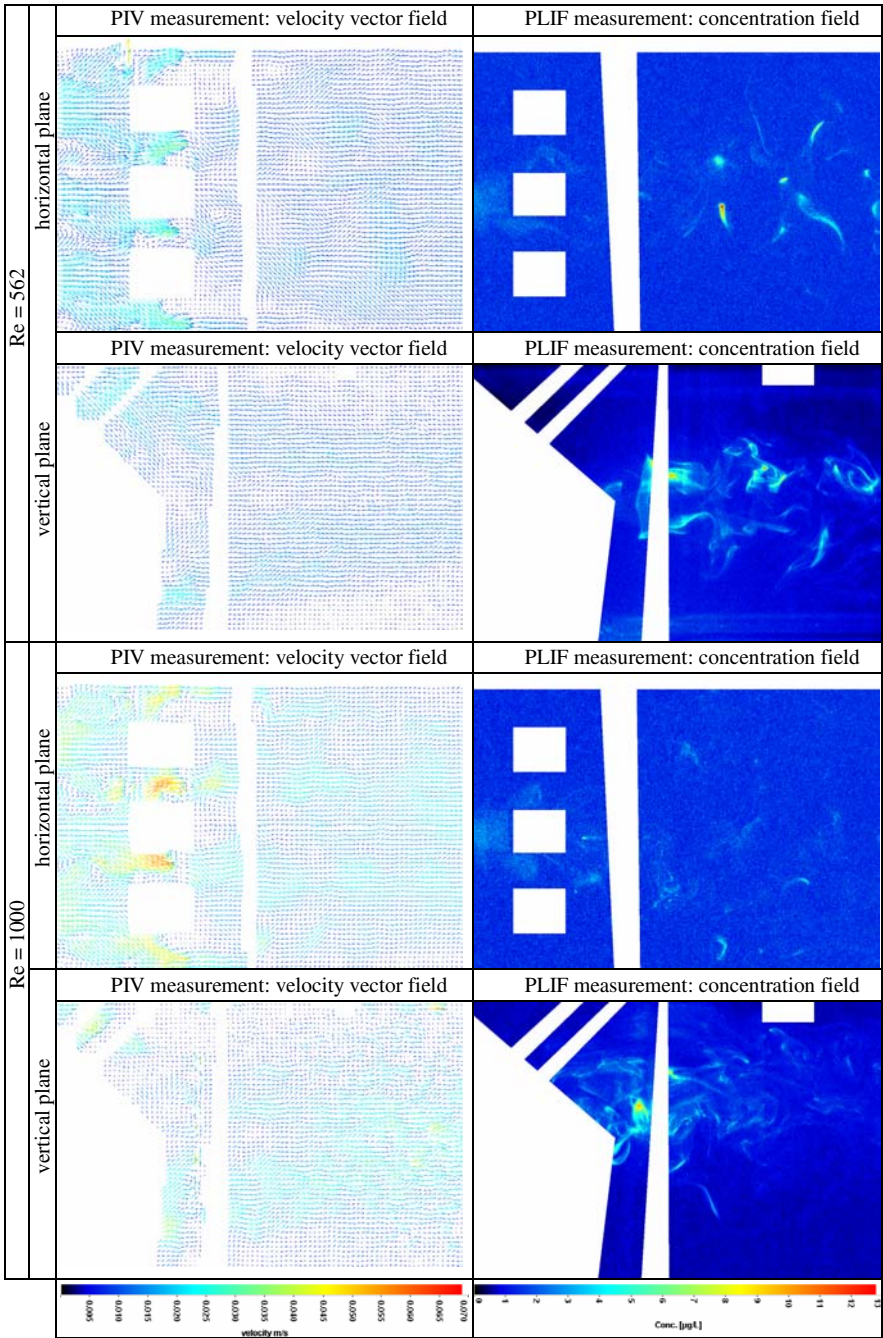 PIV measurement: velocity vector field
PLIF measurement: concentration field
Re = 562
horizontal plane
PIV measurement: velocity vector field
PLIF measurement: concentration field
vertical plane
PIV measurement: velocity vector field
PLIF measurement: concentration field
Re = 1000
horizontal plane
PIV measurement: velocity vector field
PLIF measurement: concentration field
vertical plane
0.005 0.010 0.015 0.020 0.025 0.030 0.035 0.040 0.045 0.050 0.055 0.060 0.065 0.070
velocity m/s
0 1 2 3 4 5 6 7 8 9 10 11 12 13
Conc. [µg/L]